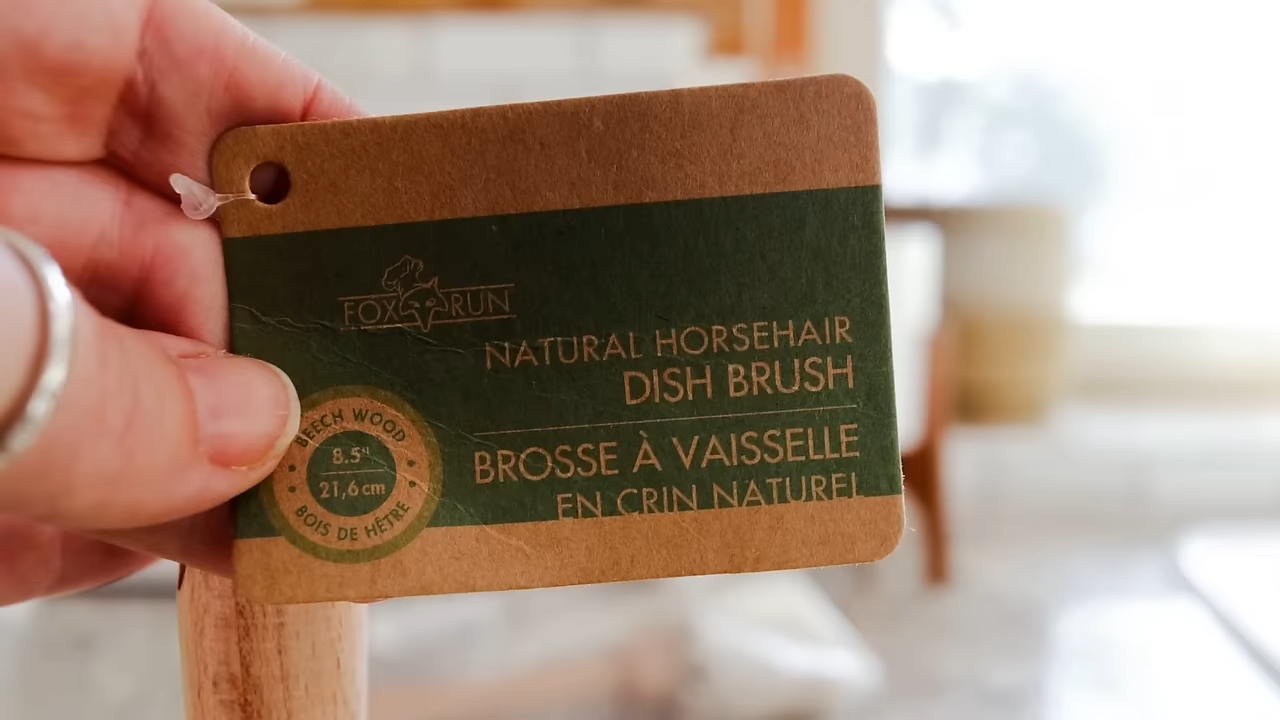 FOX RUN
NATURAL HORSEHAIR
DISH BRUSH
BROSSE À VAISSELLE
EN CRIN NATUREL
BEECH WOOD
8.5"
21,6 cm
BOIS DE HÊTRE